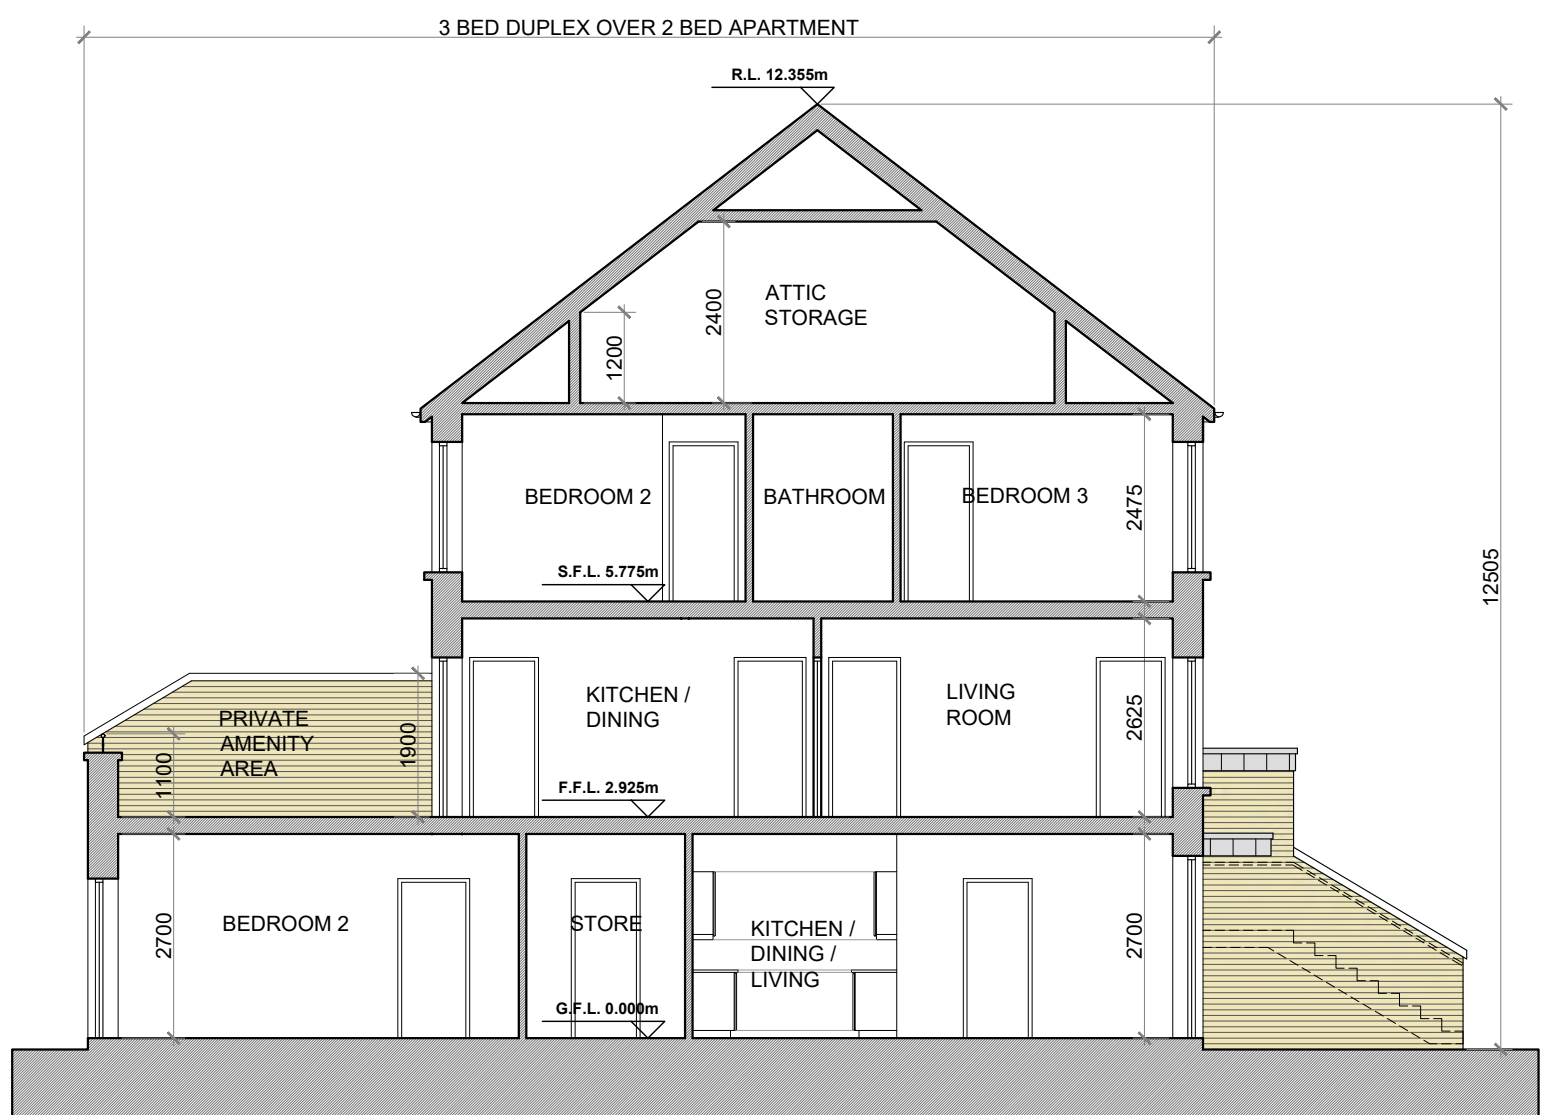 3 BED DUPLEX OVER 2 BED APARTMENT
R.L. 12.355m
ATTIC
STORAGE
2400
1200
BEDROOM 2
BATHROOM
BEDROOM 3
2475
12505
S.F.L. 5.775m
KITCHEN /
DINING
LIVING
ROOM
2625
PRIVATE
AMENITY
AREA
1900
1100
F.F.L. 2.925m
BEDROOM 2
2700
STORE
KITCHEN /
DINING /
LIVING
2700
G.F.L. 0.000m